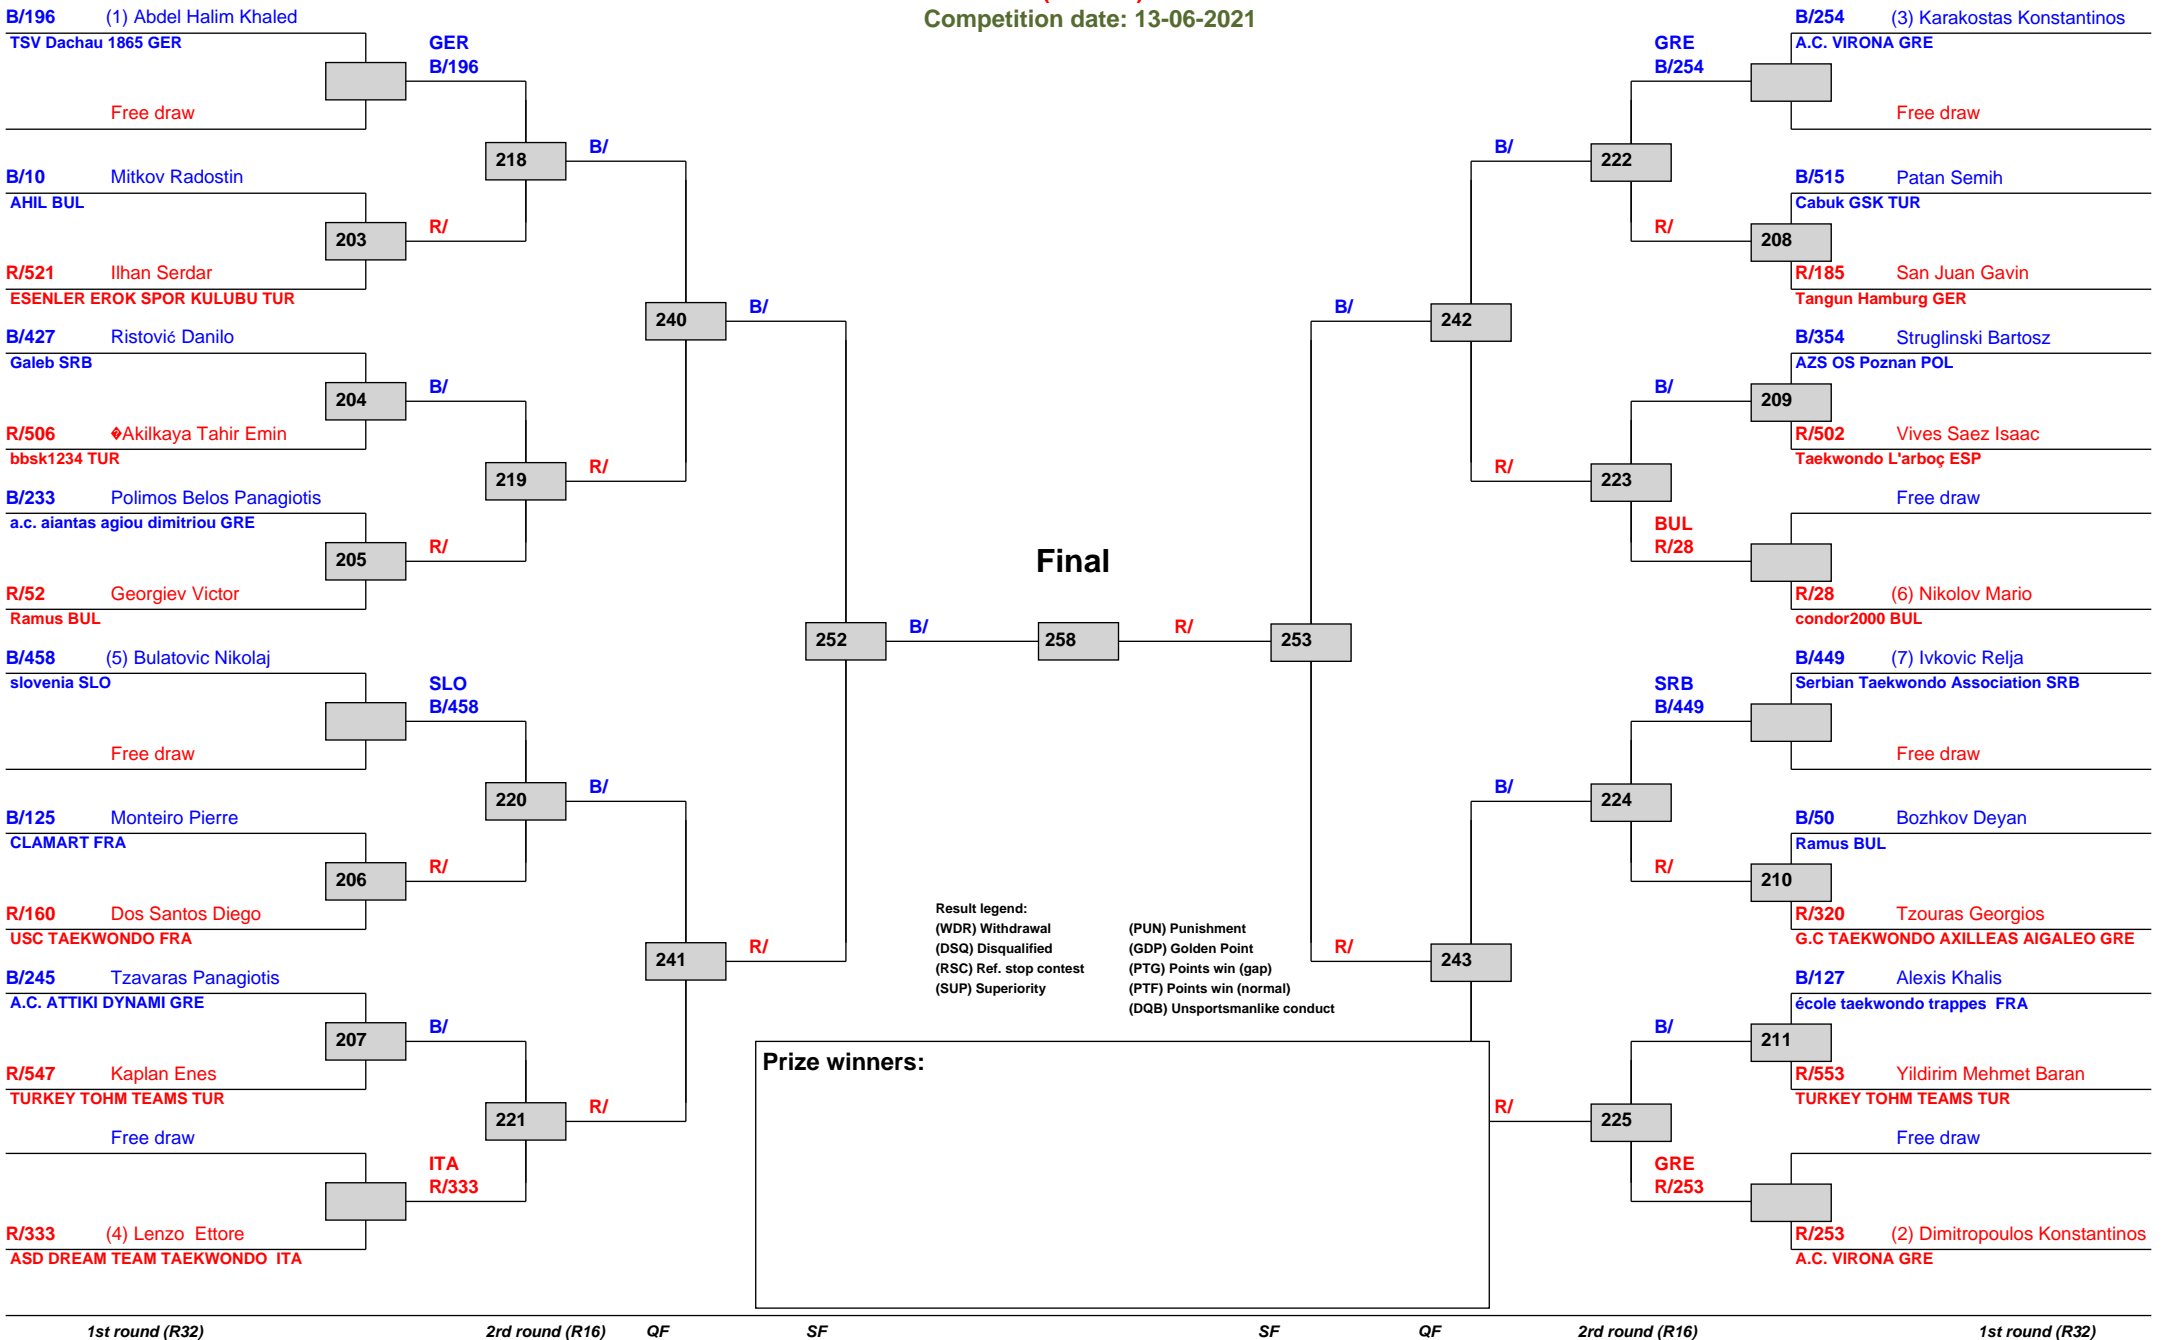 Competition date: 13-06-2021
B/196 (1) Abdel Halim Khaled
TSV Dachau 1865 GER
Free draw
GER
B/196
B/10 Mitkov Radostin
AHIL BUL
203
R/521 Ilhan Serdar
ESENLER EROK SPOR KULUBU TUR
R/
218
B/
B/427 Ristović Danilo
Galeb SRB
204
R/506 �Akilkaya Tahir Emin
bbsk1234 TUR
B/
B/233 Polimos Belos Panagiotis
a.c. aiantas agiou dimitriou GRE
205
R/52 Georgiev Victor
Ramus BUL
R/
219
R/
240
B/
B/458 (5) Bulatovic Nikolaj
slovenia SLO
Free draw
SLO
B/458
B/125 Monteiro Pierre
CLAMART FRA
206
R/160 Dos Santos Diego
USC TAEKWONDO FRA
R/
220
B/
B/245 Tzavaras Panagiotis
A.C. ATTIKI DYNAMI GRE
207
R/547 Kaplan Enes
TURKEY TOHM TEAMS TUR
B/
Free draw
R/333 (4) Lenzo  Ettore
ASD DREAM TEAM TAEKWONDO  ITA
ITA
R/333
221
R/
241
R/
252
B/
Final
258
R/
253
B/254 (3) Karakostas Konstantinos
A.C. VIRONA GRE
Free draw
GRE
B/254
B/515 Patan Semih
Cabuk GSK TUR
208
R/185 San Juan Gavin
Tangun Hamburg GER
R/
222
B/
B/354 Struglinski Bartosz
AZS OS Poznan POL
209
R/502 Vives Saez Isaac
Taekwondo L'arboç ESP
B/
Free draw
R/28 (6) Nikolov Mario
condor2000 BUL
BUL
R/28
223
R/
242
B/
B/449 (7) Ivkovic Relja
Serbian Taekwondo Association SRB
Free draw
SRB
B/449
B/50 Bozhkov Deyan
Ramus BUL
210
R/320 Tzouras Georgios
G.C TAEKWONDO AXILLEAS AIGALEO GRE
R/
224
B/
B/127 Alexis Khalis
école taekwondo trappes  FRA
211
R/553 Yildirim Mehmet Baran
TURKEY TOHM TEAMS TUR
B/
Free draw
R/253 (2) Dimitropoulos Konstantinos
A.C. VIRONA GRE
GRE
R/253
225
R/
243
R/
Result legend:
(WDR) Withdrawal (PUN) Punishment
(DSQ) Disqualified (GDP) Golden Point
(RSC) Ref. stop contest (PTG) Points win (gap)
(SUP) Superiority (PTF) Points win (normal)
(DQB) Unsportsmanlike conduct
Prize winners:
1st round (R32) 2rd round (R16) QF SF SF QF 2rd round (R16) 1st round (R32)